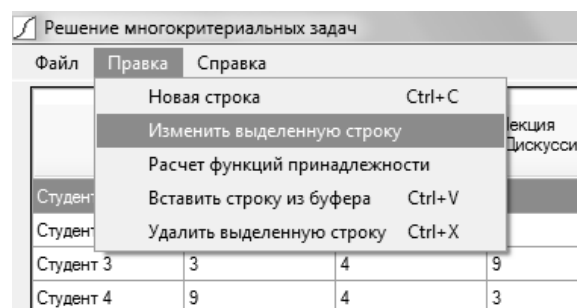 Решение многокритериальных задач
Файл Правка Справка
Новая строка Ctrl+C
Изменить выделенную строку
Расчет функций принадлежности
Вставить строку из буфера Ctrl+V
Удалить выделенную строку Ctrl+X
Студент 3 3 4 9
Студент 4 9 4 3